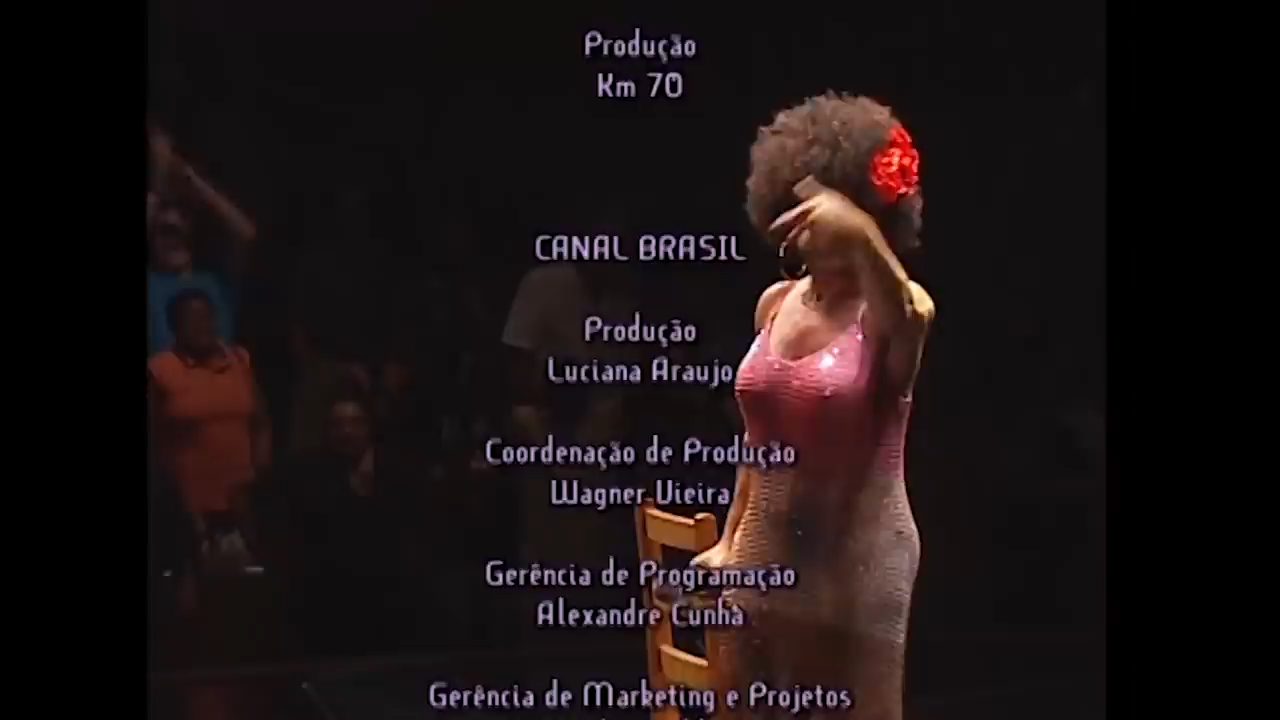 Produção
Km 70
CANAL BRASIL
Produção
Luciana Araujo
Coordenação de Produção
Wagner Vieira
Gerência de Programação
Alexandre Cunha
Gerência de Marketing e Projetos